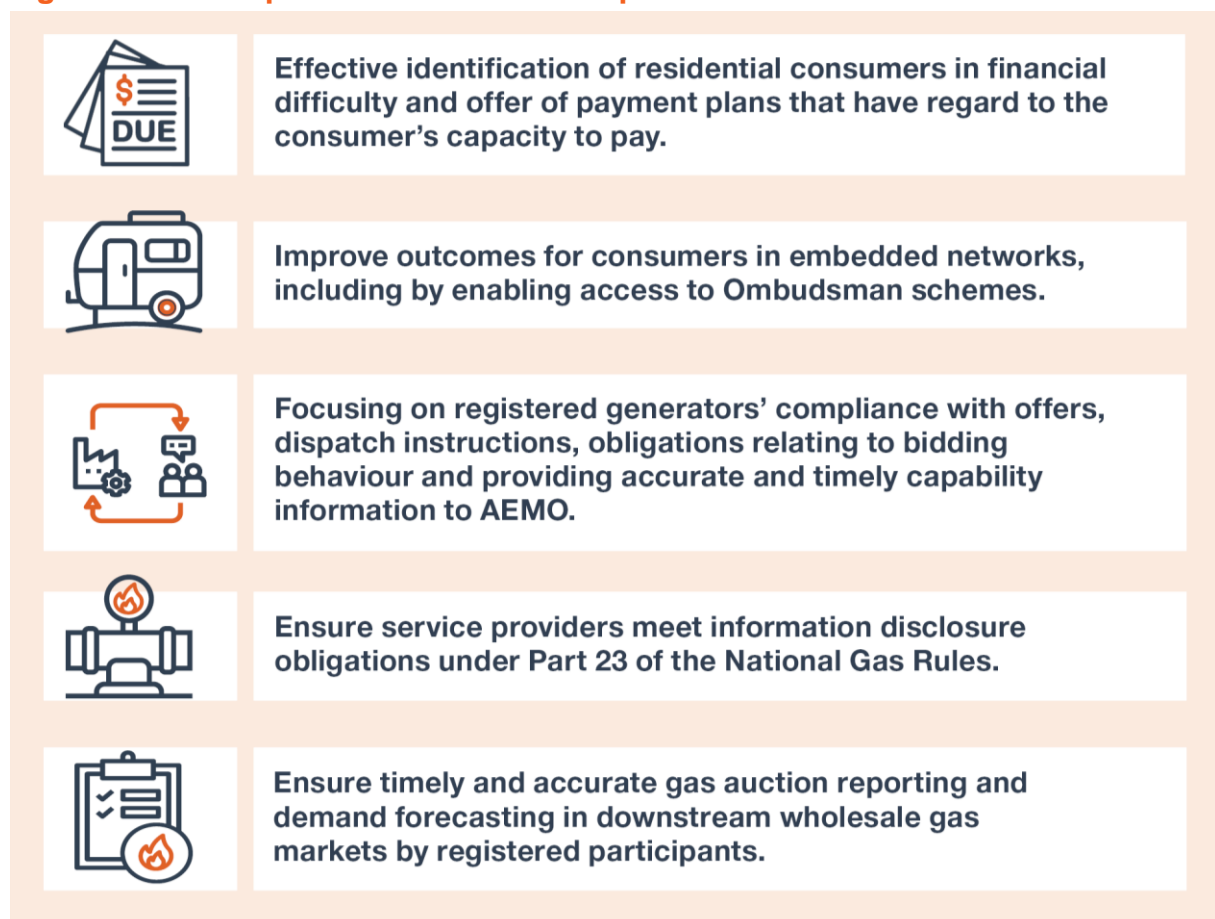 $
DUE
Effective identification of residential consumers in financial
difficulty and offer of payment plans that have regard to the
consumer’s capacity to pay.
Improve outcomes for consumers in embedded networks,
including by enabling access to Ombudsman schemes.
Focusing on registered generators’ compliance with offers,
dispatch instructions, obligations relating to bidding
behaviour and providing accurate and timely capability
information to AEMO.
Ensure service providers meet information disclosure
obligations under Part 23 of the National Gas Rules.
Ensure timely and accurate gas auction reporting and
demand forecasting in downstream wholesale gas
markets by registered participants.